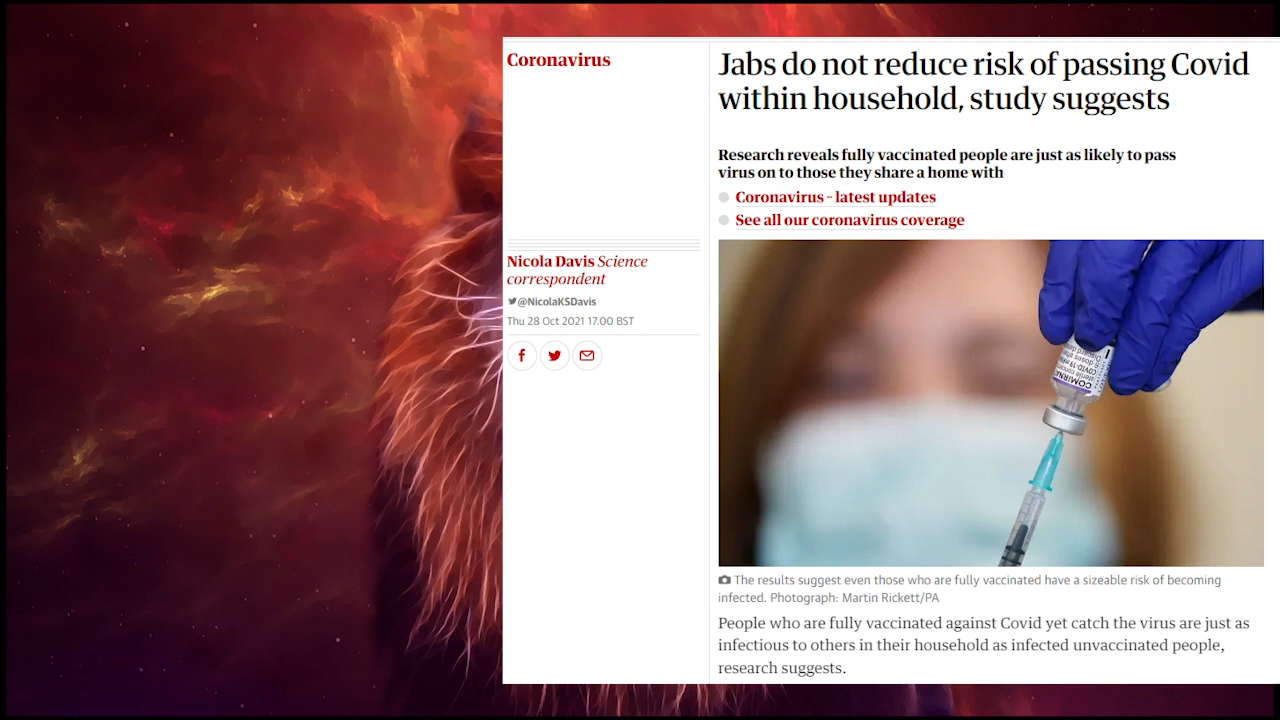 Coronavirus
Jabs do not reduce risk of passing Covid
within household, study suggests
Research reveals fully vaccinated people are just as likely to pass
virus on to those they share a home with
Coronavirus – latest updates
See all our coronavirus coverage
Nicola Davis Science
correspondent
@NicolaKSDavis
Thu 28 Oct 2021 17.00 BST
COMIRN
The results suggest even those who are fully vaccinated have a sizeable risk of becoming
infected. Photograph: Martin Rickett/PA
People who are fully vaccinated against Covid yet catch the virus are just as
infectious to others in their household as infected unvaccinated people,
research suggests.